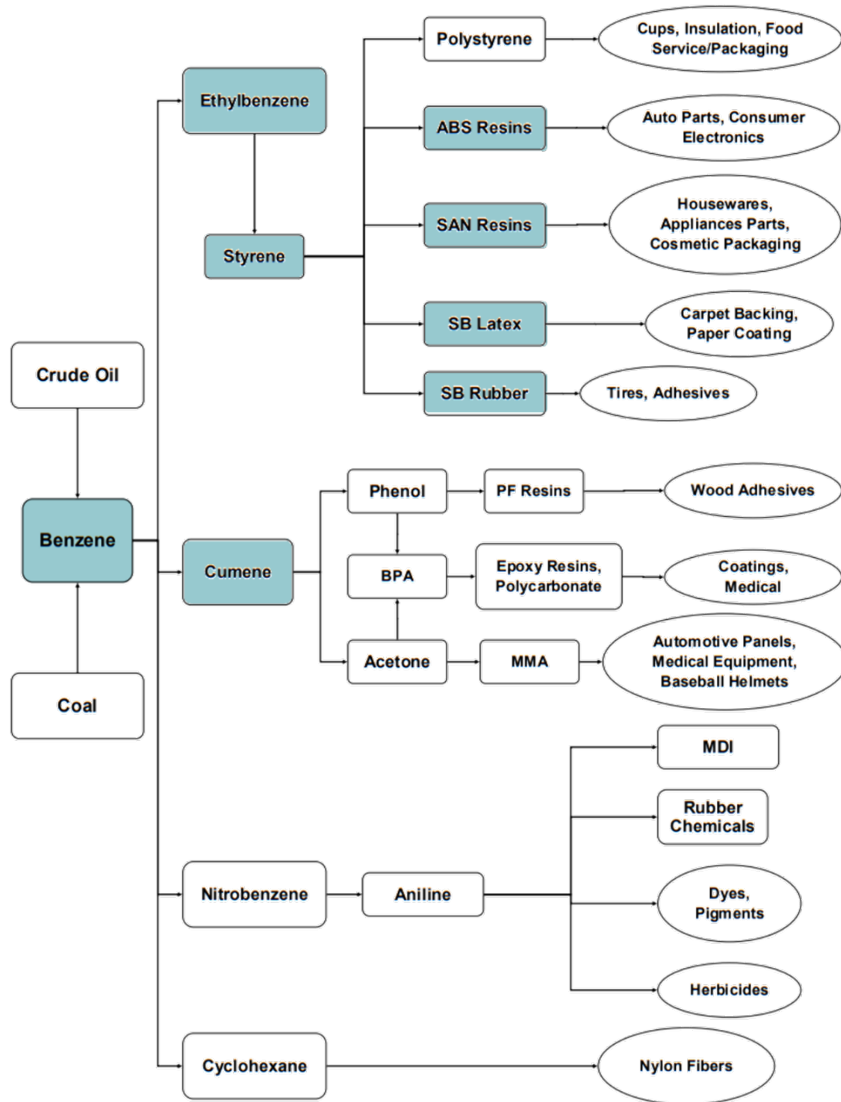 Polystyrene
Cups, Insulation, Food
Service/Packaging
Ethylbenzene
ABS Resins
Auto Parts, Consumer
Electronics
SAN Resins
Housewares,
Appliances Parts,
Cosmetic Packaging
Styrene
SB Latex
Carpet Backing,
Paper Coating
Crude Oil
SB Rubber
Tires, Adhesives
Phenol
PF Resins
Wood Adhesives
Benzene
Cumene
BPA
Epoxy Resins,
Polycarbonate
Coatings,
Medical
Acetone
MMA
Automotive Panels,
Medical Equipment,
Baseball Helmets
Coal
MDI
Rubber
Chemicals
Nitrobenzene
Aniline
Dyes,
Pigments
Herbicides
Cyclohexane
Nylon Fibers